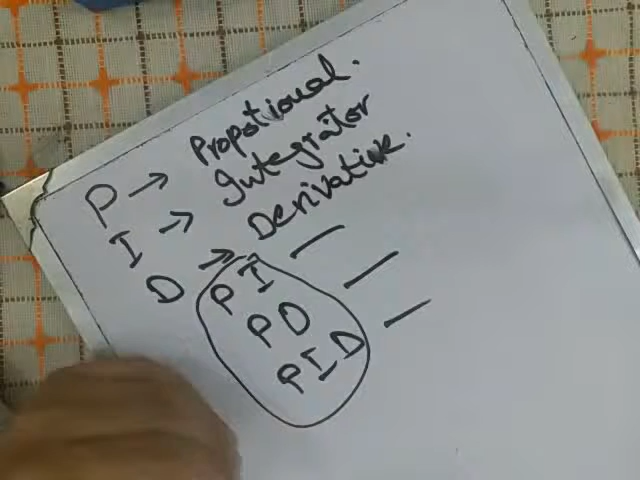 P → Propotional.
I → Integrator
D → Derivative.
PI —
PD —
PID —